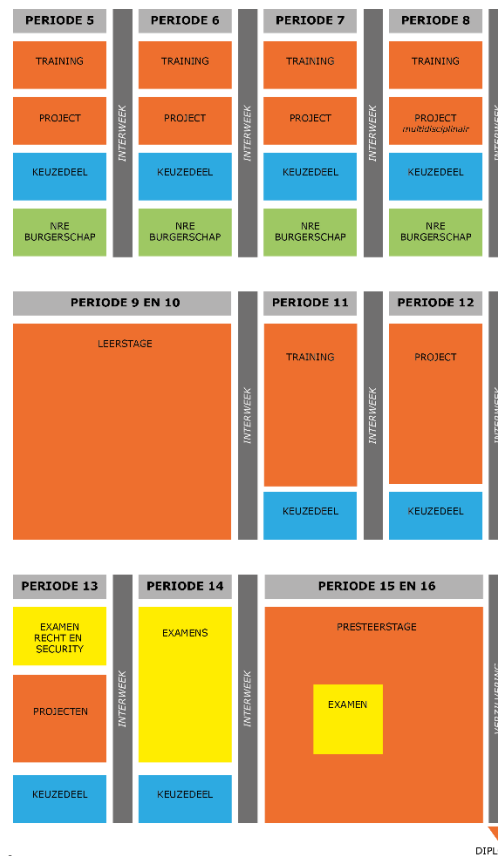 PERIODE 5
PERIODE 6
PERIODE 7
PERIODE 8
TRAINING
TRAINING
TRAINING
TRAINING
PROJECT
PROJECT
PROJECT
PROJECT
multidisciplinair
KEUZEDEEL
KEUZEDEEL
KEUZEDEEL
KEUZEDEEL
NRE
BURGERSCHAP
NRE
BURGERSCHAP
NRE
BURGERSCHAP
NRE
BURGERSCHAP
INTERWEEK
INTERWEEK
INTERWEEK
INTERWEEK
PERIODE 9 EN 10
PERIODE 11
PERIODE 12
LEERSTAGE
TRAINING
PROJECT
KEUZEDEEL
KEUZEDEEL
INTERWEEK
INTERWEEK
INTERWEEK
PERIODE 13
PERIODE 14
PERIODE 15 EN 16
EXAMEN
RECHT EN
SECURITY
EXAMENS
PRESTEERSTAGE
PROJECTEN
EXAMEN
KEUZEDEEL
KEUZEDEEL
INTERWEEK
INTERWEEK
VERZILVERING
DIPL